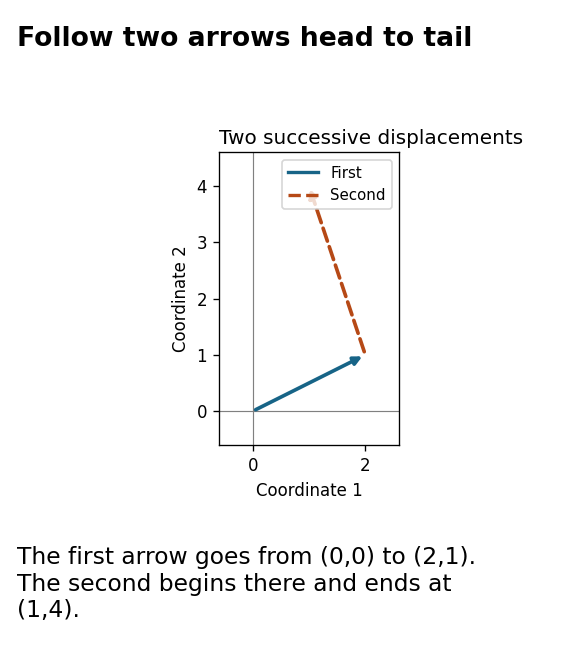 Follow two arrows head to tail
Two successive displacements
First
Second
4
3
2
1
0
Coordinate 2
0 2
Coordinate 1
The first arrow goes from (0,0) to (2,1).
The second begins there and ends at
(1,4).